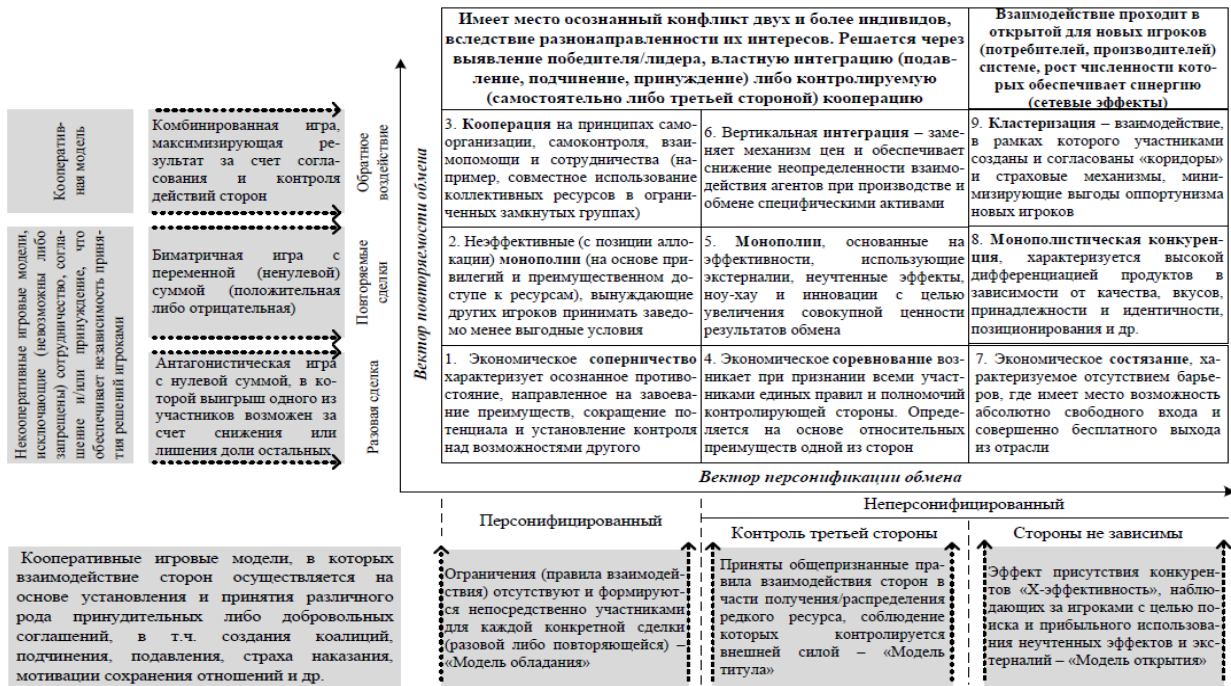 Имеет место осознанный конфликт двух и более индивидов,
вследствие разнонаправленности их интересов. Решается через
выявление победителя/лидера, властную интеграцию (подав-
ление, подчинение, принуждение) либо контролируемую
(самостоятельно либо третьей стороной) кооперацию
Взаимодействие проходит в
открытой для новых игроков
(потребителей, производителей)
системе, рост численности кото-
рых обеспечивает синергию
(сетевые эффекты)
Кооператив-
ная модель
Комбинированная игра,
максимизирующая ре-
зультат за счет согла-
сования и контроля
действий сторон
Обратное
воздействие
3. Кооперация на принципах само-
организации, самоконтроля, взаи-
мопомощи и сотрудничества (на-
пример, совместное использование
коллективных ресурсов в ограни-
ченных замкнутых группах)
6. Вертикальная интеграция – заме-
няет механизм цен и обеспечивает
снижение неопределенности взаимо-
действия агентов при производстве и
обмене специфическими активами
9. Кластеризация – взаимодействие,
в рамках которого участниками
созданы и согласованы «коридоры»
и страховые механизмы, мини-
мизирующие выгоды оппортунизма
новых игроков
Некооперативные игровые модели,
исключающие (невозможны либо
запрещены) сотрудничество, согла-
шение и/или принуждение, что
обеспечивает независимость приня-
тия решений игроками
Биматричная игра с
переменной (ненулевой)
суммой (положительная
либо отрицательная)
Повторяемые
сделки
Вектор повторяемости обмена
2. Неэффективные (с позиции алло-
кации) монополии (на основе при-
вилегий и преимущественном дос-
тупе к ресурсам), вынуждающие
других игроков принимать заведо-
мо менее выгодные условия
5. Монополии, основанные на
эффективности, использующие
экстерналии, неучтенные эффекты,
ноу-хау и инновации с целью
увеличения совокупной ценности
результатов обмена
8. Монополистическая конкурен-
ция, характеризуется высокой
дифференциацией продуктов в
зависимости от качества, вкусов,
принадлежности и идентичности,
позиционирования и др.
Антагонистическая игра
с нулевой суммой, в ко-
торой выигрыш одного из
участников возможен за
счет снижения или
лишения доли остальных
Разовая сделка
1. Экономическое соперничество
характеризует осознанное противо-
стояние, направленное на завоева-
ние преимуществ, сокращение по-
тенциала и установление контроля
над возможностями другого
4. Экономическое соревнование воз-
никает при признании всеми участ-
никами единых правил и полномочий
контролирующей стороны. Опреде-
ляется на основе относительных
преимуществ одной из сторон
7. Экономическое состязание, ха-
рактеризуемое отсутствием барье-
ров, где имеет место возможность
абсолютно свободного входа и
совершенно бесплатного выхода
из отрасли
Вектор персонификации обмена
Персонифицированный
Неперсонифицированный
Контроль третьей стороны
Стороны не зависимы
Кооперативные игровые модели, в которых
взаимодействие сторон осуществляется на
основе установления и принятия различного
рода принудительных либо добровольных
соглашений, в т.ч. создания коалиций,
подчинения, подавления, страха наказания,
мотивации сохранения отношений и др.
Ограничения (правила взаимодей-
ствия) отсутствуют и формируют-
ся непосредственно участниками
для каждой конкретной сделки
(разовой либо повторяющейся) –
«Модель обладания»
Приняты общепризнанные пра-
вила взаимодействия сторон в
части получения/распределения
редкого ресурса, соблюдение
которых контролируется
внешней силой – «Модель
титула»
Эффект присутствия конкурен-
тов «X-эффективность», наблю-
дающих за игроками с целью по-
иска и прибыльного использова-
ния неучтенных эффектов и экс-
терналий – «Модель открытия»